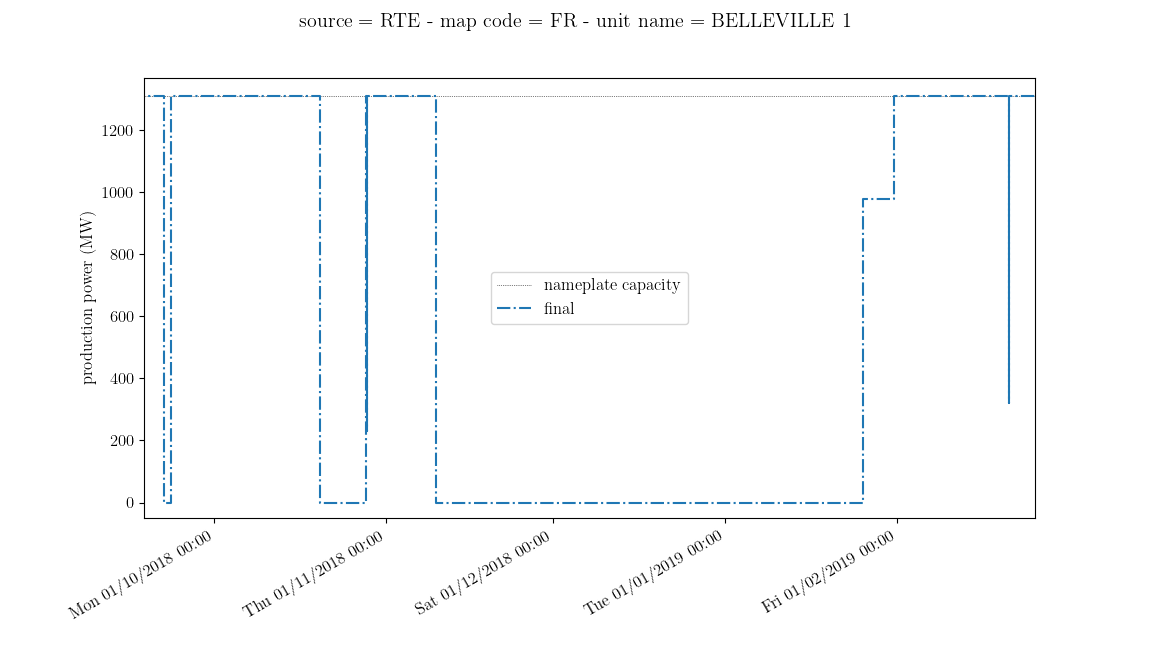 source = RTE - map code = FR - unit name = BELLEVILLE 1
production power (MW)
1200
1000
800
600
400
200
0
nameplate capacity
final
Mon 01/10/2018 00:00
Thu 01/11/2018 00:00
Sat 01/12/2018 00:00
Tue 01/01/2019 00:00
Fri 01/02/2019 00:00